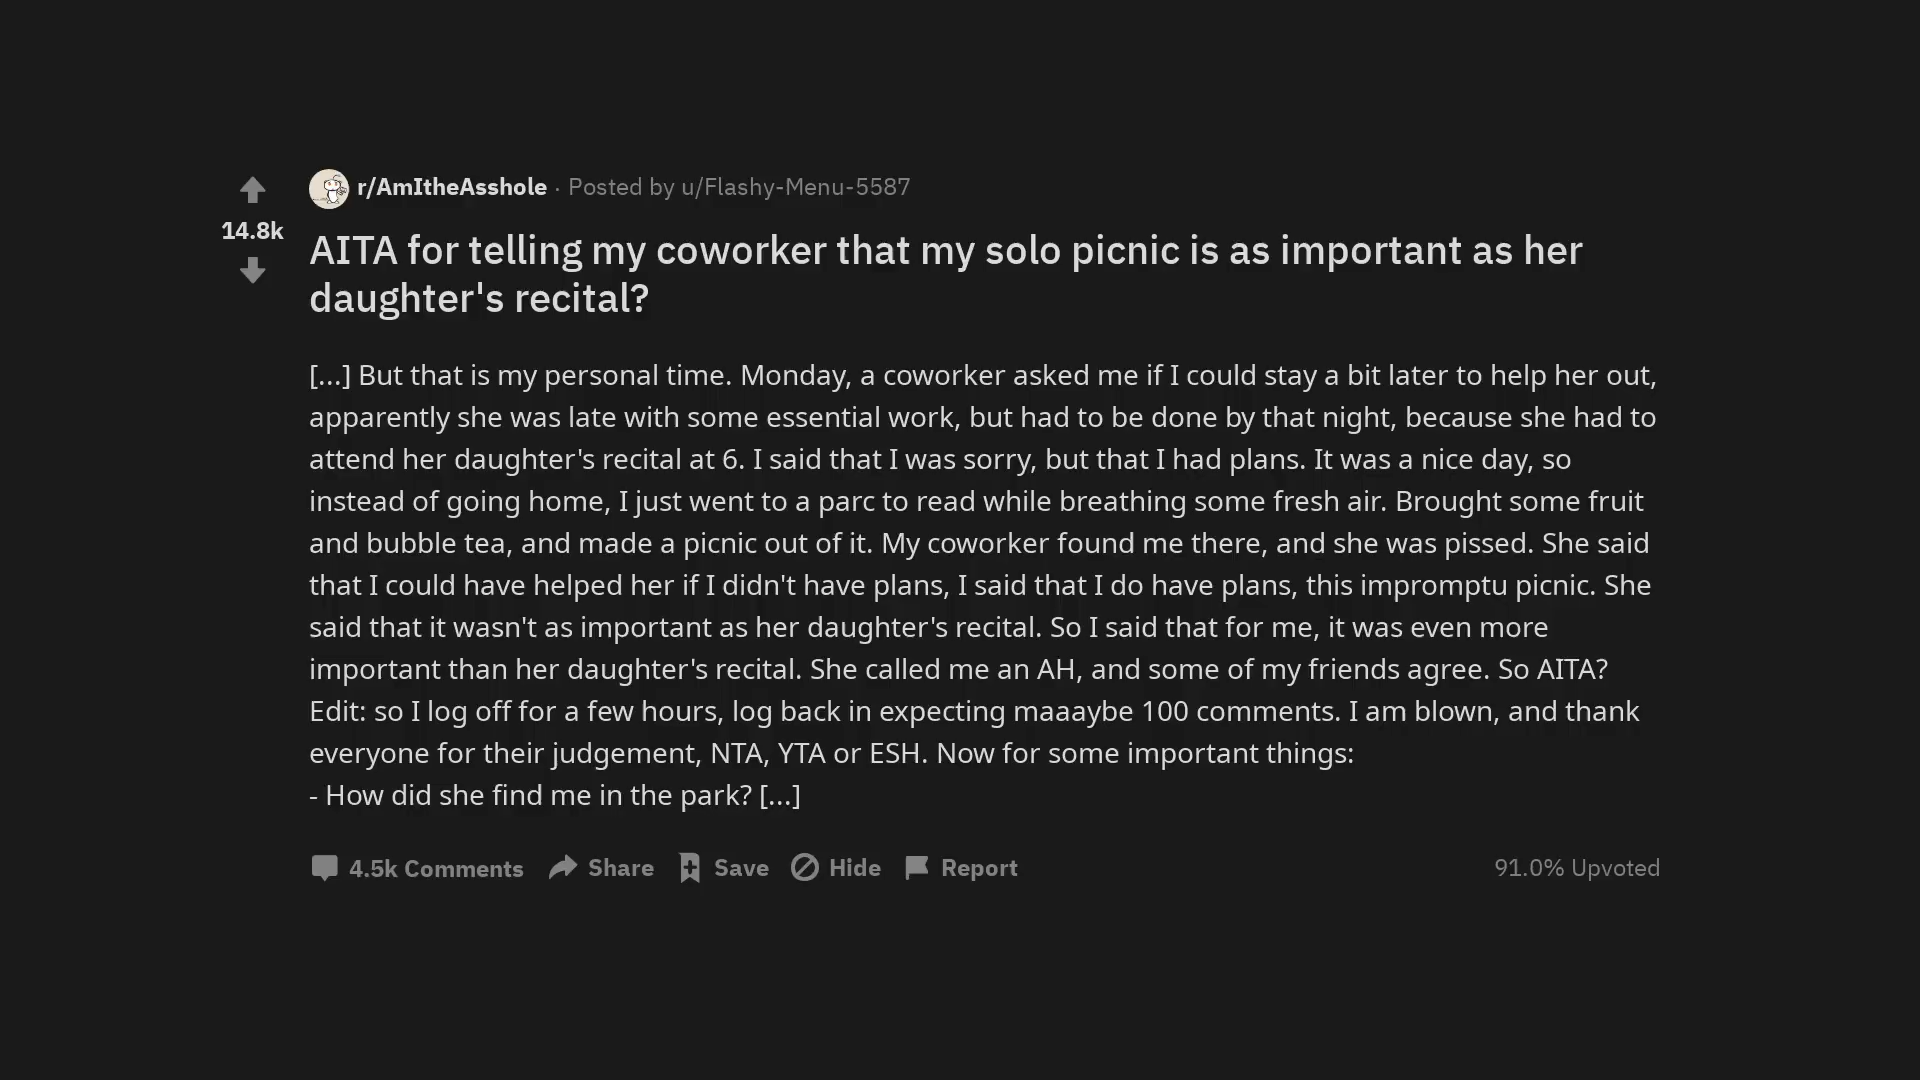 r/AmItheAsshole · Posted by u/Flashy-Menu-5587
14.8k
AITA for telling my coworker that my solo picnic is as important as her
daughter's recital?
[...] But that is my personal time. Monday, a coworker asked me if I could stay a bit later to help her out,
apparently she was late with some essential work, but had to be done by that night, because she had to
attend her daughter's recital at 6. I said that I was sorry, but that I had plans. It was a nice day, so
instead of going home, I just went to a parc to read while breathing some fresh air. Brought some fruit
and bubble tea, and made a picnic out of it. My coworker found me there, and she was pissed. She said
that I could have helped her if I didn't have plans, I said that I do have plans, this impromptu picnic. She
said that it wasn't as important as her daughter's recital. So I said that for me, it was even more
important than her daughter's recital. She called me an AH, and some of my friends agree. So AITA?
Edit: so I log off for a few hours, log back in expecting maaaybe 100 comments. I am blown, and thank
everyone for their judgement, NTA, YTA or ESH. Now for some important things:
- How did she find me in the park? [...]
4.5k Comments Share Save Hide Report 91.0% Upvoted